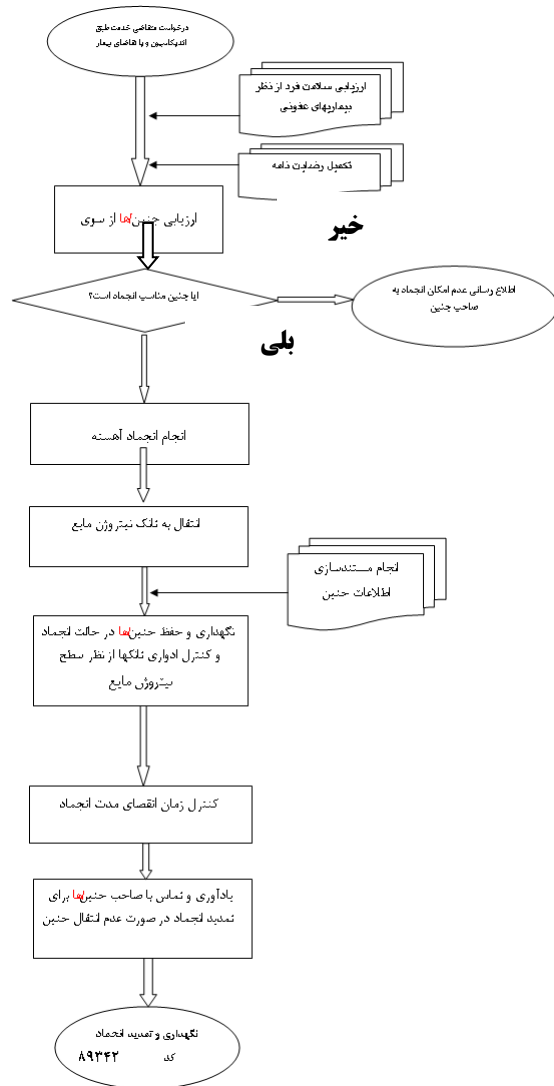 درخواست متقاضی خدمت طبق
اندیکاسیون و یا تقاضای بیمار
ارزیابی سلامت فرد از نظر
بیماریهای عفونی
تکمیل رضایت نامه
ارزیابی جنین/ها از سوی
خیر
آیا جنین مناسب انجماد است؟
اطلاع رسانی عدم امکان انجماد به
صاحب جنین
بلی
انجام انجماد آهسته
انتقال به تانک نیتروژن مایع
انجام مستندسازی
اطلاعات جنین
نگهداری و حفظ جنین/ها در حالت انجماد
و کنترل ادواری تانکها از نظر سطح
نیتروژن مایع
کنترل زمان انقضای مدت انجماد
یادآوری و تماس با صاحب جنین/ها برای
تمدید انجماد در صورت عدم انتقال جنین
نگهداری و تمدید انجماد
کد ۸۹۳۴۲